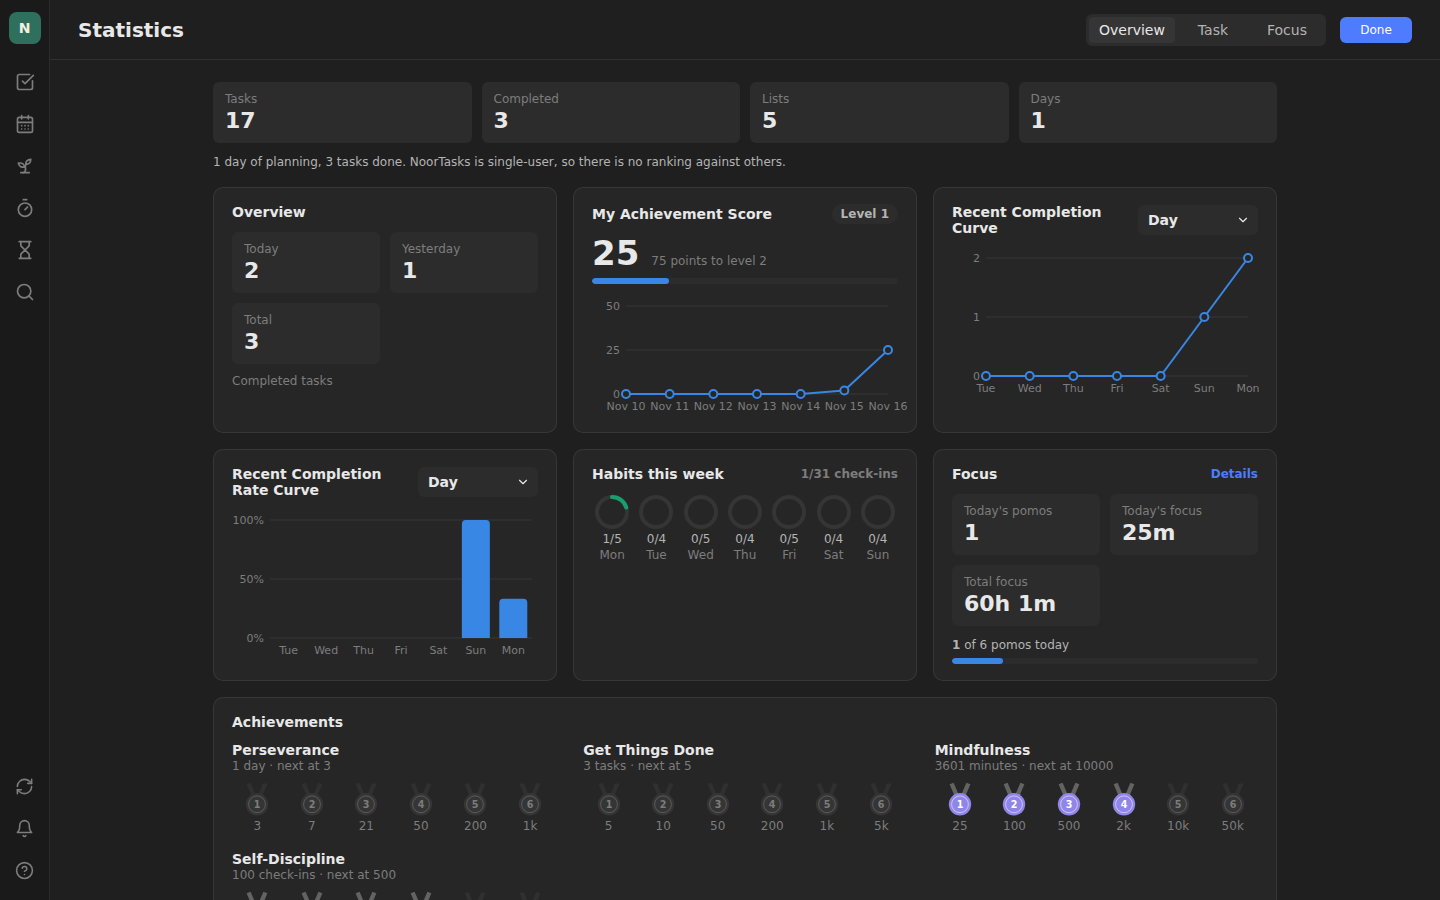 N
Statistics
Overview Task Focus Done
Tasks
17
Completed
3
Lists
5
Days
1
1 day of planning, 3 tasks done. NoorTasks is single-user, so there is no ranking against others.
Overview
Today
2
Yesterday
1
Total
3
Completed tasks
My Achievement Score
Level 1
25 75 points to level 2
50
25
0
Nov 10 Nov 11 Nov 12 Nov 13 Nov 14 Nov 15 Nov 16
Recent Completion
Curve
Day
2
1
0
Tue Wed Thu Fri Sat Sun Mon
Recent Completion
Rate Curve
Day
100%
50%
0%
Tue Wed Thu Fri Sat Sun Mon
Habits this week
1/31 check-ins
1/5 0/4 0/5 0/4 0/5 0/4 0/4
Mon Tue Wed Thu Fri Sat Sun
Focus
Details
Today's pomos
1
Today's focus
25m
Total focus
60h 1m
1 of 6 pomos today
Achievements
Perseverance
1 day · next at 3
1 2 3 4 5 6
3 7 21 50 200 1k
Get Things Done
3 tasks · next at 5
1 2 3 4 5 6
5 10 50 200 1k 5k
Mindfulness
3601 minutes · next at 10000
1 2 3 4 5 6
25 100 500 2k 10k 50k
Self-Discipline
100 check-ins · next at 500